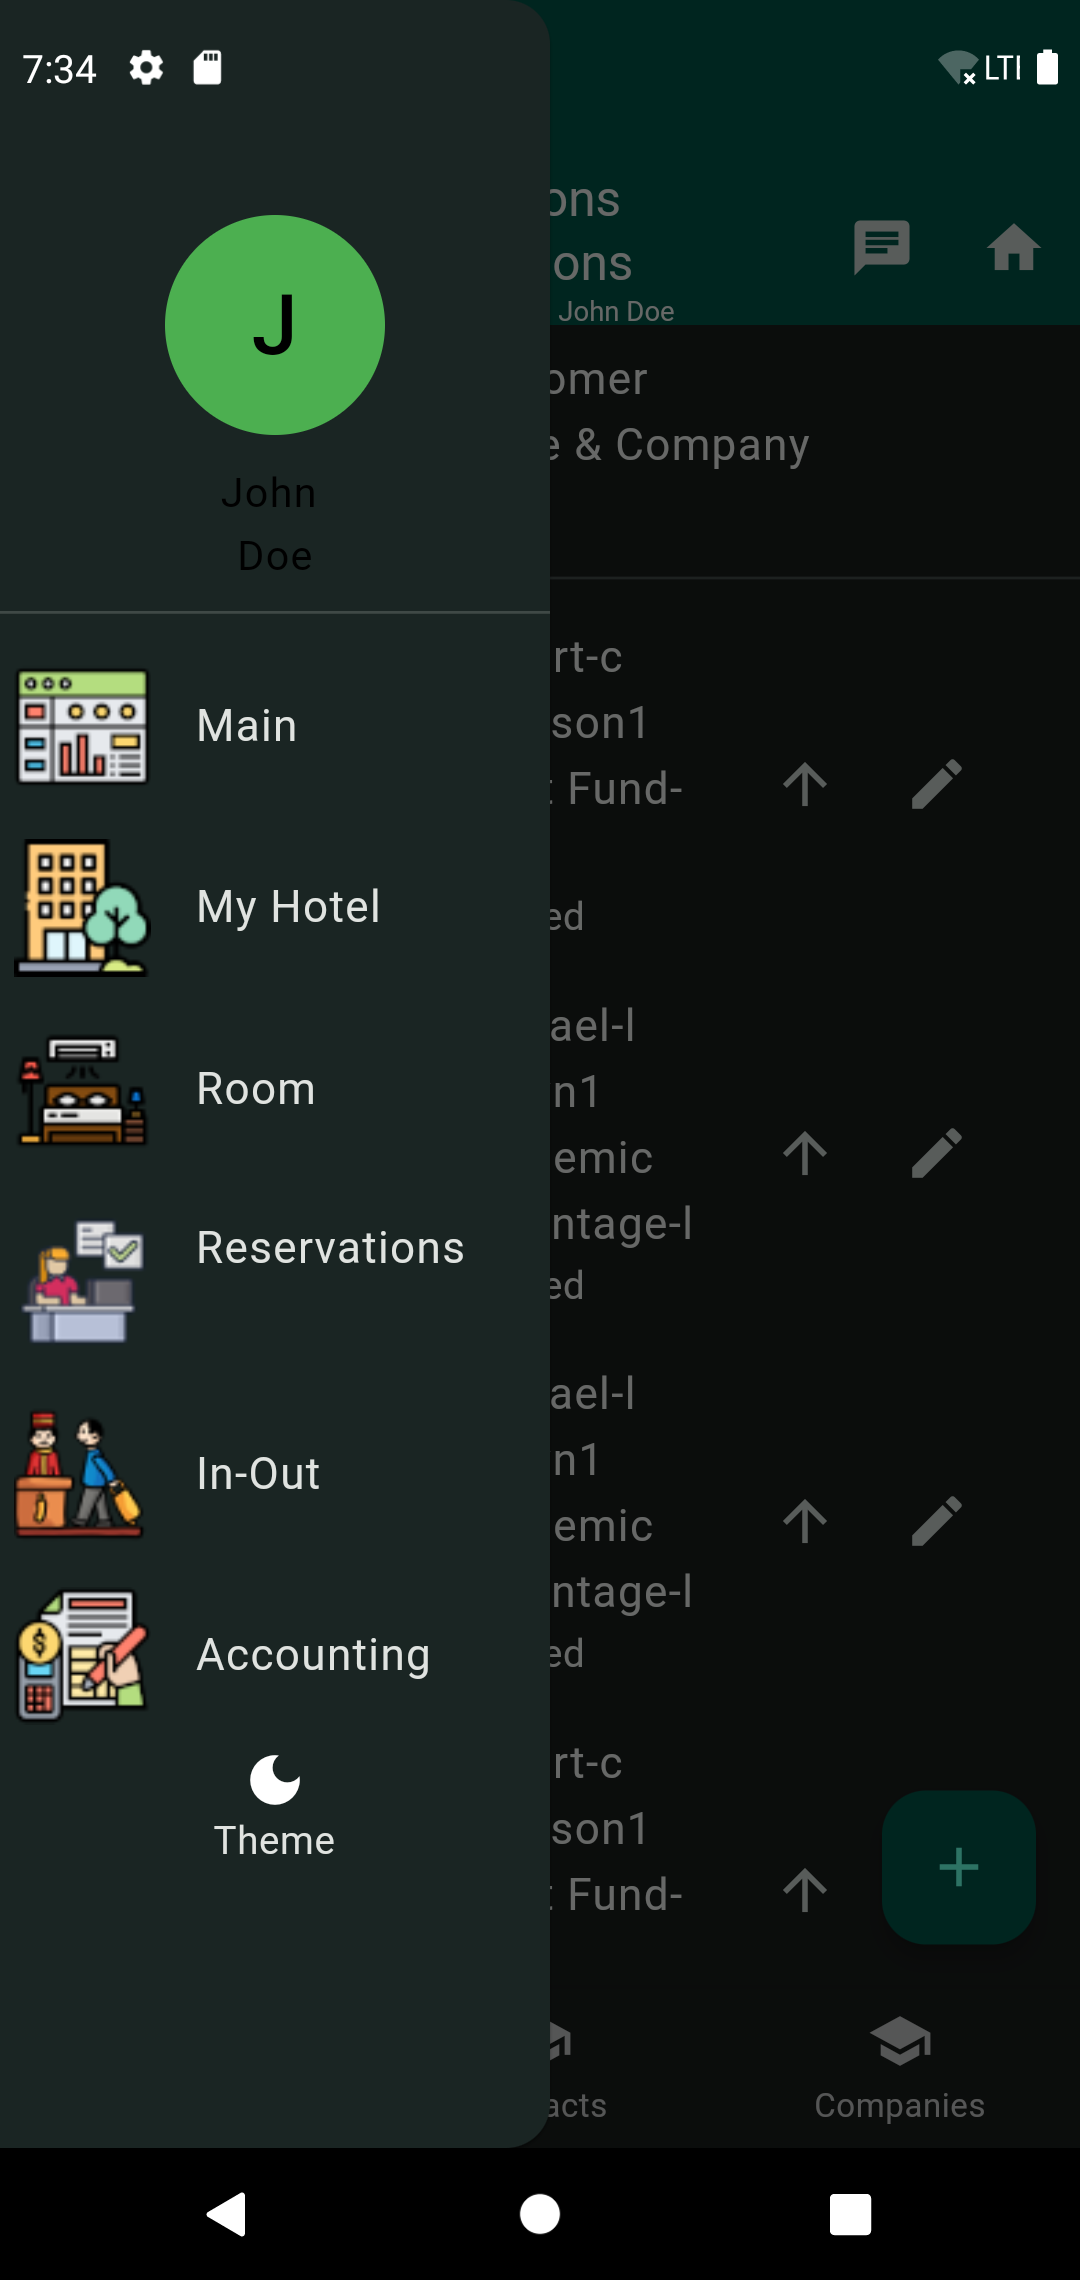 7:34
LTE
J
John
Doe
Main
My Hotel
Room
Reservations
In-Out
Accounting
Theme
ons
ons
John Doe
omer
e & Company
rt-c
son1
t Fund-
ed
ael-l
n1
emic
ntage-l
ed
ael-l
n1
emic
ntage-l
ed
rt-c
son1
t Fund-
acts
Companies